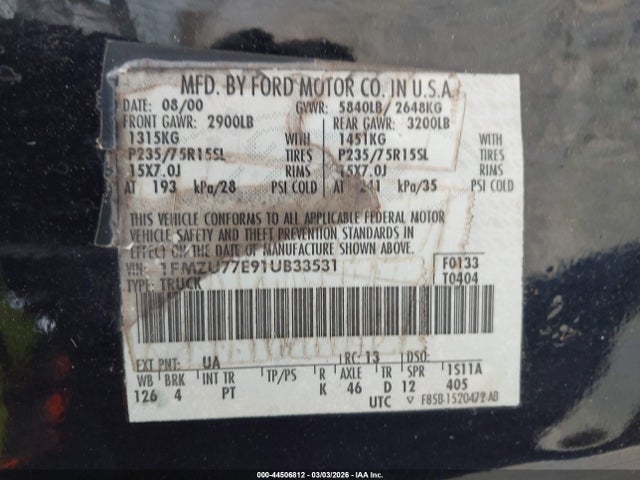 MFD. BY FORD MOTOR CO. IN U.S.A.
DATE: 08/00 GVWR: 5840LB/ 2648KG
FRONT GAWR: 2900LB REAR GAWR: 3200LB
1315KG WITH 1451KG WITH
P235/75R15SL TIRES P235/75R15SL TIRES
15X7.0J RIMS 15X7.0J RIMS
AT 193 kPa/28 PSI COLD AT 241 kPa/35 PSI COLD
THIS VEHICLE CONFORMS TO ALL APPLICABLE FEDERAL MOTOR
VEHICLE SAFETY AND THEFT PREVENTION STANDARDS IN
EFFECT ON THE DATE OF MANUFACTURE SHOWN ABOVE.
VIN: 1FMZU77E91UB33531 F0133
TYPE: TRUCK T0404
EXT PNT: UA RC: 13 DSO:
WB BRK INT TR TP/PS R AXLE TR SPR 1S11A
126 4 PT K 46 D 12 405
UTC ▽ F85B-1520472-AB
000-44506812 - 03/03/2026 - IAA Inc.